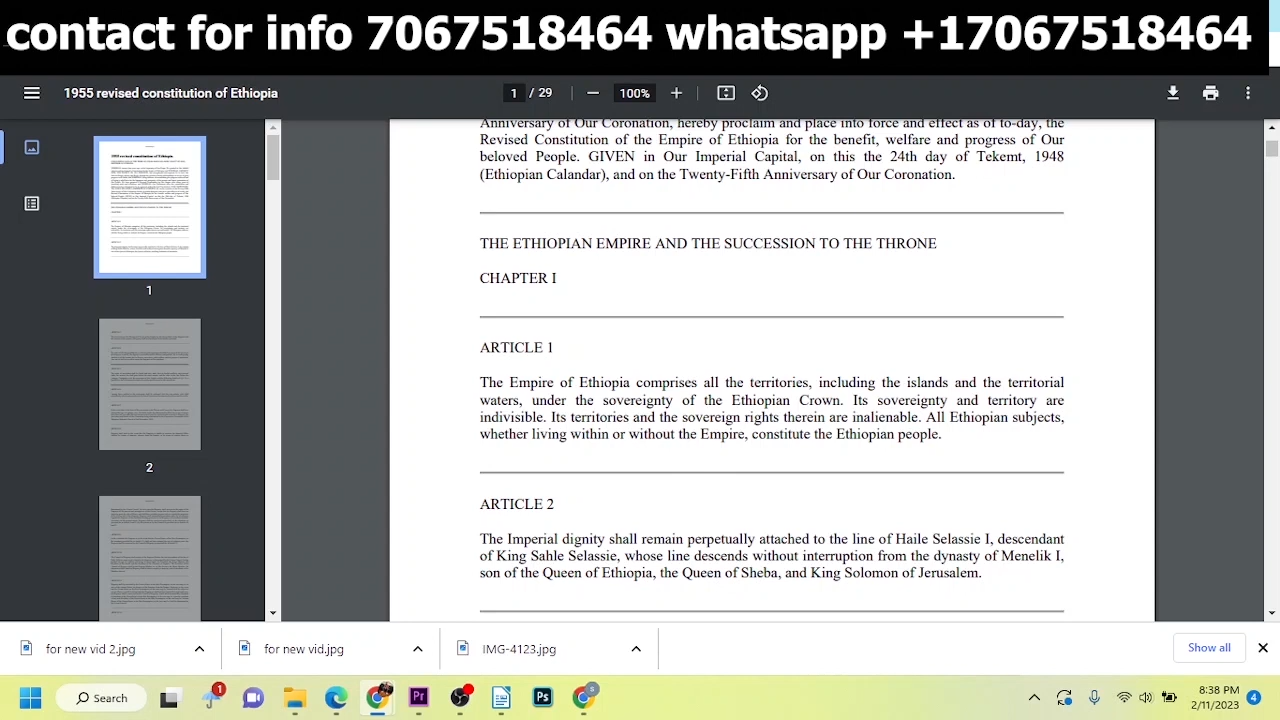 contact for info 7067518464 whatsapp +17067518464
1955 revised constitution of Ethiopia
1 / 29
100%
Anniversary of Our Coronation, hereby proclaim and place into force and effect as of to-day, the
Revised Constitution of the Empire of Ethiopia for the benefit, welfare and progress of Our
beloved People. GIVEN in Our Imperial Capital, on this the 24th day of Tekemt, 1948
(Ethiopian Calandar), and on the Twenty-Fifth Anniversary of Our Coronation.
THE ETHIOPIAN EMPIRE AND THE SUCCESSION TO THE THRONE
CHAPTER I
ARTICLE 1
The Empire of Ethiopia comprises all the territories, including the islands and the territorial
waters, under the sovereignty of the Ethiopian Crown. Its sovereignty and territory are
indivisible. Its territories and the sovereign rights therein are inalienable. All Ethiopian subjects,
whether living within or without the Empire, constitute the Ethiopian people.
ARTICLE 2
The Imperial dignity shall remain perpetually attached to the line of Haile Selassie I, descendant
of King Sahle Selassie, whose line descends without interruption from the dynasty of Menelik I,
son of the Queen of Ethiopia, the Queen of Sheba, and King Solomon of Jerusalem.
1
2
for new vid 2.jpg
for new vid.jpg
IMG-4123.jpg
Show all
Search
1
Pr
Ps
S
8:38 PM
2/11/2023
4